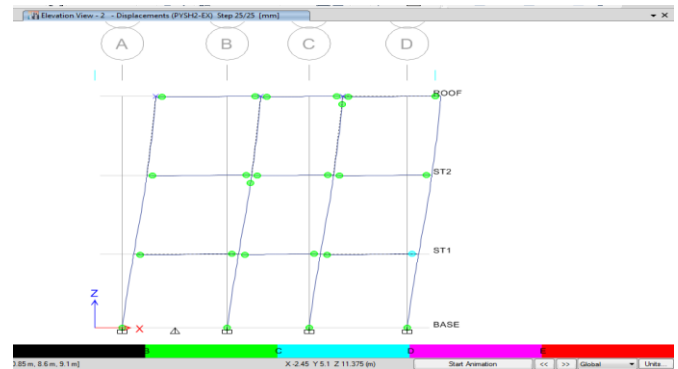 Elevation View - 2 - Displacements (PYSH2-EX) Step 25/25 [mm]
A B C D
ROOF
ST2
ST1
Z
X
BASE
B C D E
0.85 m, 8.6 m, 9.1 m] X -2.45 Y 5.1 Z 11.375 (m) Start Animation << >> Global Units...